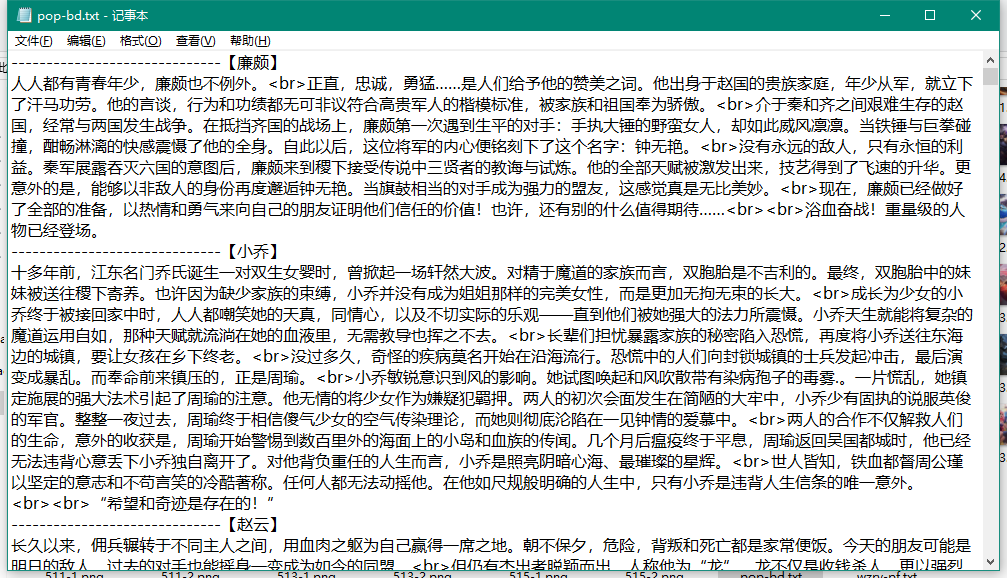 pop-bd.txt - 记事本
文件(F) 编辑(E) 格式(O) 查看(V) 帮助(H)
------------------------------【廉颇】
人人都有青春年少，廉颇也不例外。<br>正直，忠诚，勇猛……是人们给予他的赞美之词。他出身于赵国的贵族家庭，年少从军，就立下
了汗马功劳。他的言谈，行为和功绩都无可非议符合高贵军人的楷模标准，被家族和祖国奉为骄傲。<br>介于秦和齐之间艰难生存的赵
国，经常与两国发生战争。在抵挡齐国的战场上，廉颇第一次遇到生平的对手：手执大锤的野蛮女人，却如此威风凛凛。当铁锤与巨拳碰
撞，酣畅淋漓的快感震慑了他的全身。自此以后，这位将军的内心便铭刻下了这个名字：钟无艳。<br>没有永远的敌人，只有永恒的利
益。秦军展露吞灭六国的意图后，廉颇来到稷下接受传说中三贤者的教诲与试炼。他的全部天赋被激发出来，技艺得到了飞速的升华。更
意外的是，能够以非敌人的身份再度邂逅钟无艳。当旗鼓相当的对手成为强力的盟友，这感觉真是无比美妙。<br>现在，廉颇已经做好
了全部的准备，以热情和勇气来向自己的朋友证明他们信任的价值！也许，还有别的什么值得期待……<br><br>浴血奋战！重量级的人
物已经登场。
------------------------------【小乔】
十多年前，江东名门乔氏诞生一对双生女婴时，曾掀起一场轩然大波。对精于魔道的家族而言，双胞胎是不吉利的。最终，双胞胎中的妹
妹被送往稷下寄养。也许因为缺少家族的束缚，小乔并没有成为姐姐那样的完美女性，而是更加无拘无束的长大。<br>成长为少女的小
乔终于被接回家中时，人人都嘲笑她的天真，同情心，以及不切实际的乐观——直到他们被她强大的法力所震慑。小乔天生就能将复杂的
魔道运用自如，那种天赋就流淌在她的血液里，无需教导也挥之不去。<br>长辈们担忧暴露家族的秘密陷入恐慌，再度将小乔送往东海
边的城镇，要让女孩在乡下终老。<br>没过多久，奇怪的疾病莫名开始在沿海流行。恐慌中的人们向封锁城镇的士兵发起冲击，最后演
变成暴乱。而奉命前来镇压的，正是周瑜。<br>小乔敏锐意识到风的影响。她试图唤起和风吹散带有染病孢子的毒雾.。一片慌乱，她镇
定施展的强大法术引起了周瑜的注意。他无情的将少女作为嫌疑犯羁押。两人的初次会面发生在简陋的大牢中，小乔少有固执的说服英俊
的军官。整整一夜过去，周瑜终于相信傻气少女的空气传染理论，而她则彻底沦陷在一见钟情的爱慕中。<br>两人的合作不仅解救人们
的生命，意外的收获是，周瑜开始警惕到数百里外的海面上的小岛和血族的传闻。几个月后瘟疫终于平息，周瑜返回吴国都城时，他已经
无法违背心意丢下小乔独自离开了。对他背负重任的人生而言，小乔是照亮阴暗心海、最璀璨的星辉。<br>世人皆知，铁血都督周公瑾
以坚定的意志和不苟言笑的冷酷著称。任何人都无法动摇他。在他如尺规般明确的人生中，只有小乔是违背人生信条的唯一意外。
<br><br>“希望和奇迹是存在的！”
------------------------------【赵云】
长久以来，佣兵辗转于不同主人之间，用血肉之躯为自己赢得一席之地。朝不保夕，危险，背叛和死亡都是家常便饭。今天的朋友可能是
明日的敌人，过去的对手也能摇身一变成为如今的同盟。<br>但仍有杰出者脱颖而出，人称他为“龙”。龙不仅是收钱杀人，更以强烈
511-1.png 511-2.png 513-1.png 513-2.png 515-1.png 515-2.png pop-bd.txt wzry-pf.txt